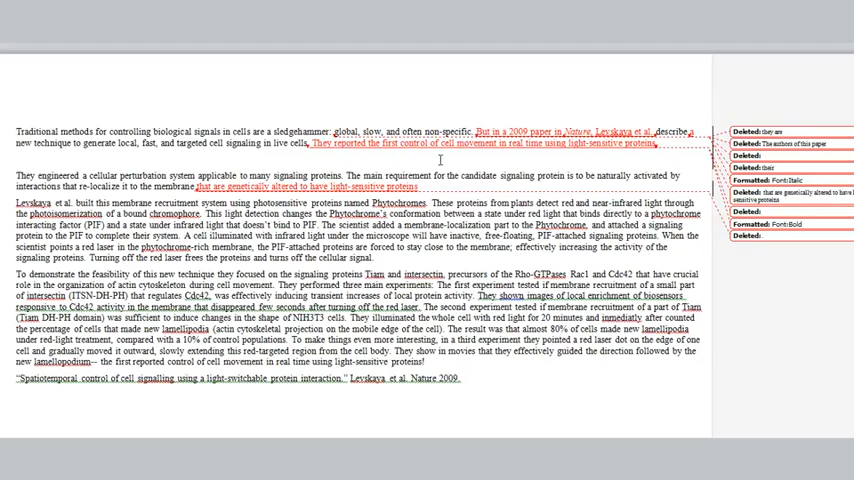 Traditional methods for controlling biological signals in cells are a sledgehammer: global, slow, and often non-specific. But in a 2009 paper in Nature, Levskaya et al. describe a
new technique to generate local, fast, and targeted cell signaling in live cells. They reported the first control of cell movement in real time using light-sensitive proteins.
They engineered a cellular perturbation system applicable to many signaling proteins. The main requirement for the candidate signaling protein is to be naturally activated by
interactions that re-localize it to the membrane that are genetically altered to have light-sensitive proteins
Levskaya et al. built this membrane recruitment system using photosensitive proteins named Phytochromes. These proteins from plants detect red and near-infrared light through
the photoisomerization of a bound chromophore. This light detection changes the Phytochrome's conformation between a state under red light that binds directly to a phytochrome
interacting factor (PIF) and a state under infrared light that doesn't bind to PIF. The scientist added a membrane-localization part to the Phytochrome, and attached a signaling
protein to the PIF to complete their system. A cell illuminated with infrared light under the microscope will have inactive, free-floating, PIF-attached signaling proteins. When the
scientist points a red laser in the phytochrome-rich membrane, the PIF-attached proteins are forced to stay close to the membrane; effectively increasing the activity of the
signaling proteins. Turning off the red laser frees the proteins and turns off the cellular signal.
To demonstrate the feasibility of this new technique they focused on the signaling proteins Tiam and intersectin, precursors of the Rho-GTPases Rac1 and Cdc42 that have crucial
role in the organization of actin cytoskeleton during cell movement. They performed three main experiments: The first experiment tested if membrane recruitment of a small part
of intersectin (ITSN-DH-PH) that regulates Cdc42, was effectively inducing transient increases of local protein activity. They shown images of local enrichment of biosensors
responsive to Cdc42 activity in the membrane that disappeared few seconds after turning off the red laser. The second experiment tested if membrane recruitment of a part of Tiam
(Tiam DH-PH domain) was sufficient to induce changes in the shape of NIH3T3 cells. They illuminated the whole cell with red light for 20 minutes and immediatly after counted
the percentage of cells that made new lamellipodia (actin cytoskeletal projection on the mobile edge of the cell). The result was that almost 80% of cells made new lamellipodia
under red-light treatment, compared with a 10% of control populations. To make things even more interesting, in a third experiment they pointed a red laser dot on the edge of one
cell and gradually moved it outward, slowly extending this red-targeted region from the cell body. They show in movies that they effectively guided the direction followed by the
new lamellopodium-- the first reported control of cell movement in real time using light-sensitive proteins!
"Spatiotemporal control of cell signalling using a light-switchable protein interaction." Levskaya et al. Nature 2009.
Deleted: they are
Deleted: The authors of this paper
Deleted:
Deleted: their
Formatted: Font:Italic
Deleted: that are genetically altered to have light-
sensitive proteins
Deleted:
Formatted: Font:Bold
Deleted: .